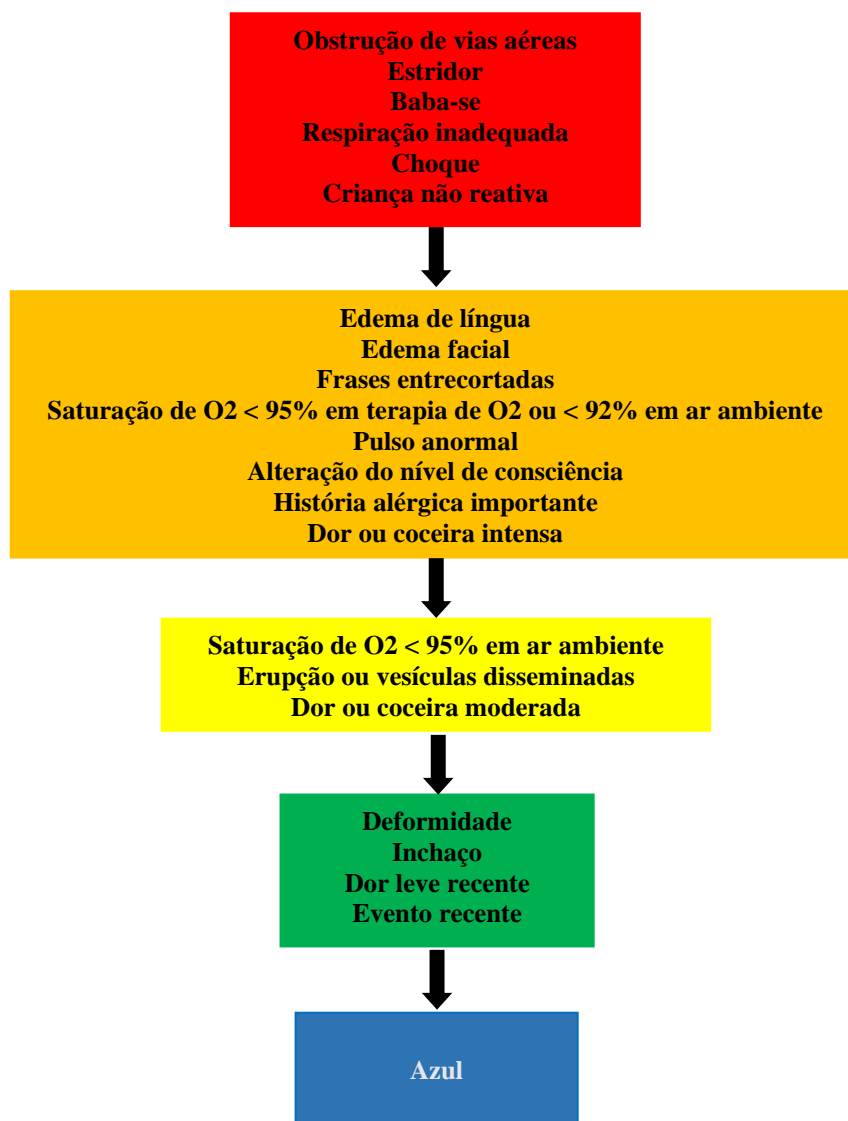 Obstrução de vias aéreas
Estridor
Baba-se
Respiração inadequada
Choque
Criança não reativa
Edema de língua
Edema facial
Frases entrecortadas
Saturação de O2 < 95% em terapia de O2 ou < 92% em ar ambiente
Pulso anormal
Alteração do nível de consciência
História alérgica importante
Dor ou coceira intensa
Saturação de O2 < 95% em ar ambiente
Erupção ou vesículas disseminadas
Dor ou coceira moderada
Deformidade
Inchaço
Dor leve recente
Evento recente
Azul